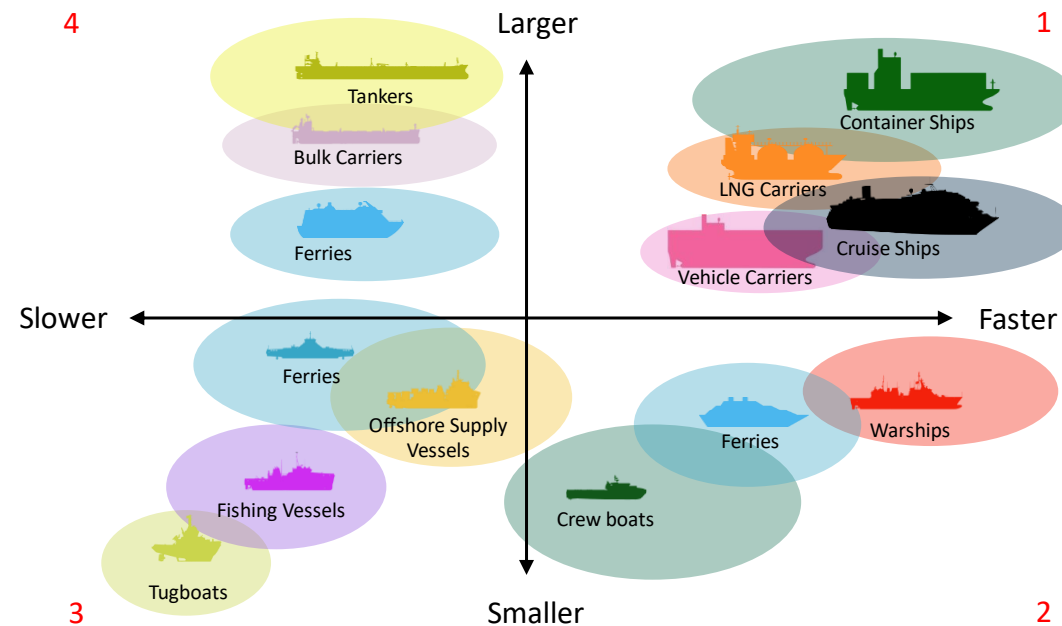 4
Larger
1
Tankers
Container Ships
Bulk Carriers
LNG Carriers
Ferries
Cruise Ships
Vehicle Carriers
Slower
Faster
Ferries
Offshore Supply
Vessels
Ferries
Warships
Fishing Vessels
Crew boats
Tugboats
3
Smaller
2